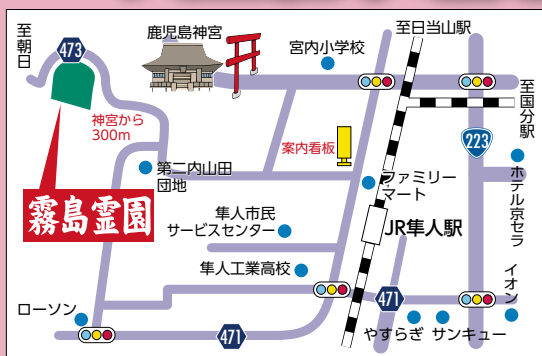 至朝日
473
鹿児島神宮
宮内小学校
至日当山駅
至国分駅
神宮から
300m
223
案内看板
第二内山田
団地
ファミリー
マート
ホテル京セラ
霧島霊園
隼人市民
サービスセンター
JR隼人駅
隼人工業高校
イオン
ローソン
471
471
やすらぎ
サンキュー